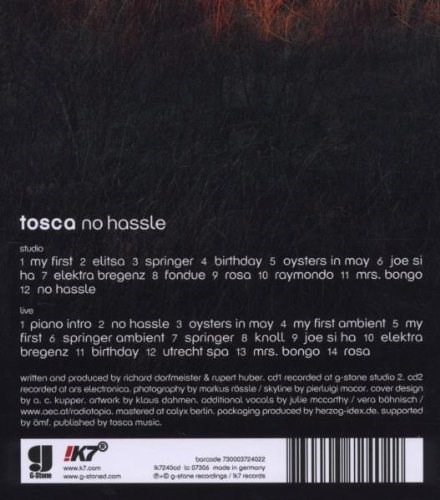 tosca no hassle
studio
1 my first 2 elitsa 3 springer 4 birthday 5 oysters in may 6 joe si
ha 7 elektra bregenz 8 fondue 9 rosa 10 raymondo 11 mrs. bongo
12 no hassle
live
1 piano intro 2 no hassle 3 oysters in may 4 my first ambient 5 my
first 6 springer ambient 7 springer 8 knoll 9 joe si ha 10 elektra
bregenz 11 birthday 12 utrecht spa 13 mrs. bongo 14 rosa
written and produced by richard dorfmeister & rupert huber. cd1 recorded at g-stone studio 2. cd2
recorded at ars electronica. photography by markus rössle / skyline by pierluigi macor. cover design
by a. c. kupper. artwork by klaus dahmen. additional vocals by julie mccarthy / vera böhnisch /
www.aec.at/radiotopia. mastered at calyx berlin. packaging produced by herzog-idex.de. supported
by ömf. published by tosca music.
g
G-Stone
!K7®
www.
!k7.com
www.g-stoned.com
barcode 730003724022
!k7240cd lc 07306 made in germany
℗+© g-stone recordings / !k7 records